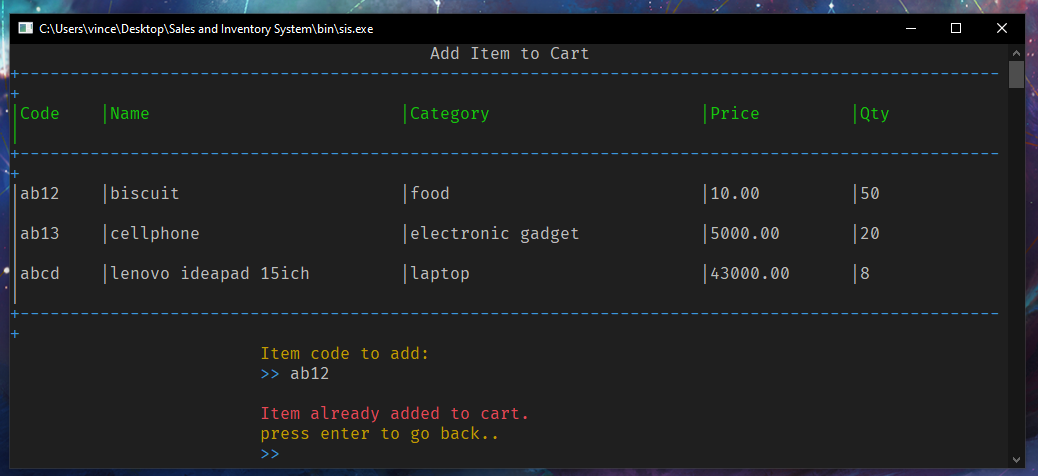 C:\Users\vince\Desktop\Sales and Inventory System\bin\sis.exe
Add Item to Cart
+--------------------------------------------------------------------------------------------------
+
|Code |Name |Category |Price |Qty
|
+--------------------------------------------------------------------------------------------------
+
|ab12 |biscuit |food |10.00 |50
|
|ab13 |cellphone |electronic gadget |5000.00 |20
|
|abcd |lenovo ideapad 15ich |laptop |43000.00 |8
|
+--------------------------------------------------------------------------------------------------
+
Item code to add:
>> ab12
Item already added to cart.
press enter to go back..
>>